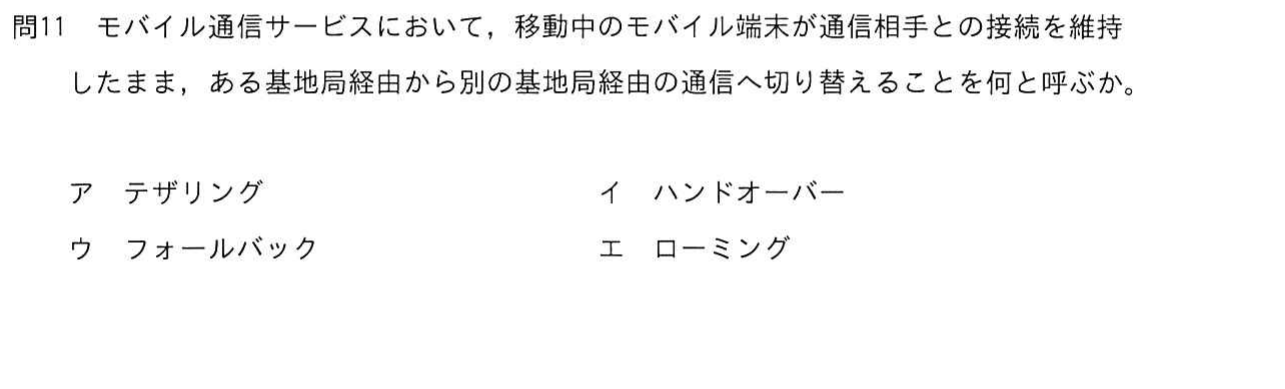 問11　モバイル通信サービスにおいて，移動中のモバイル端末が通信相手との接続を維持
したまま，ある基地局経由から別の基地局経由の通信へ切り替えることを何と呼ぶか。
ア　テザリング　イ　ハンドオーバー
ウ　フォールバック　エ　ローミング